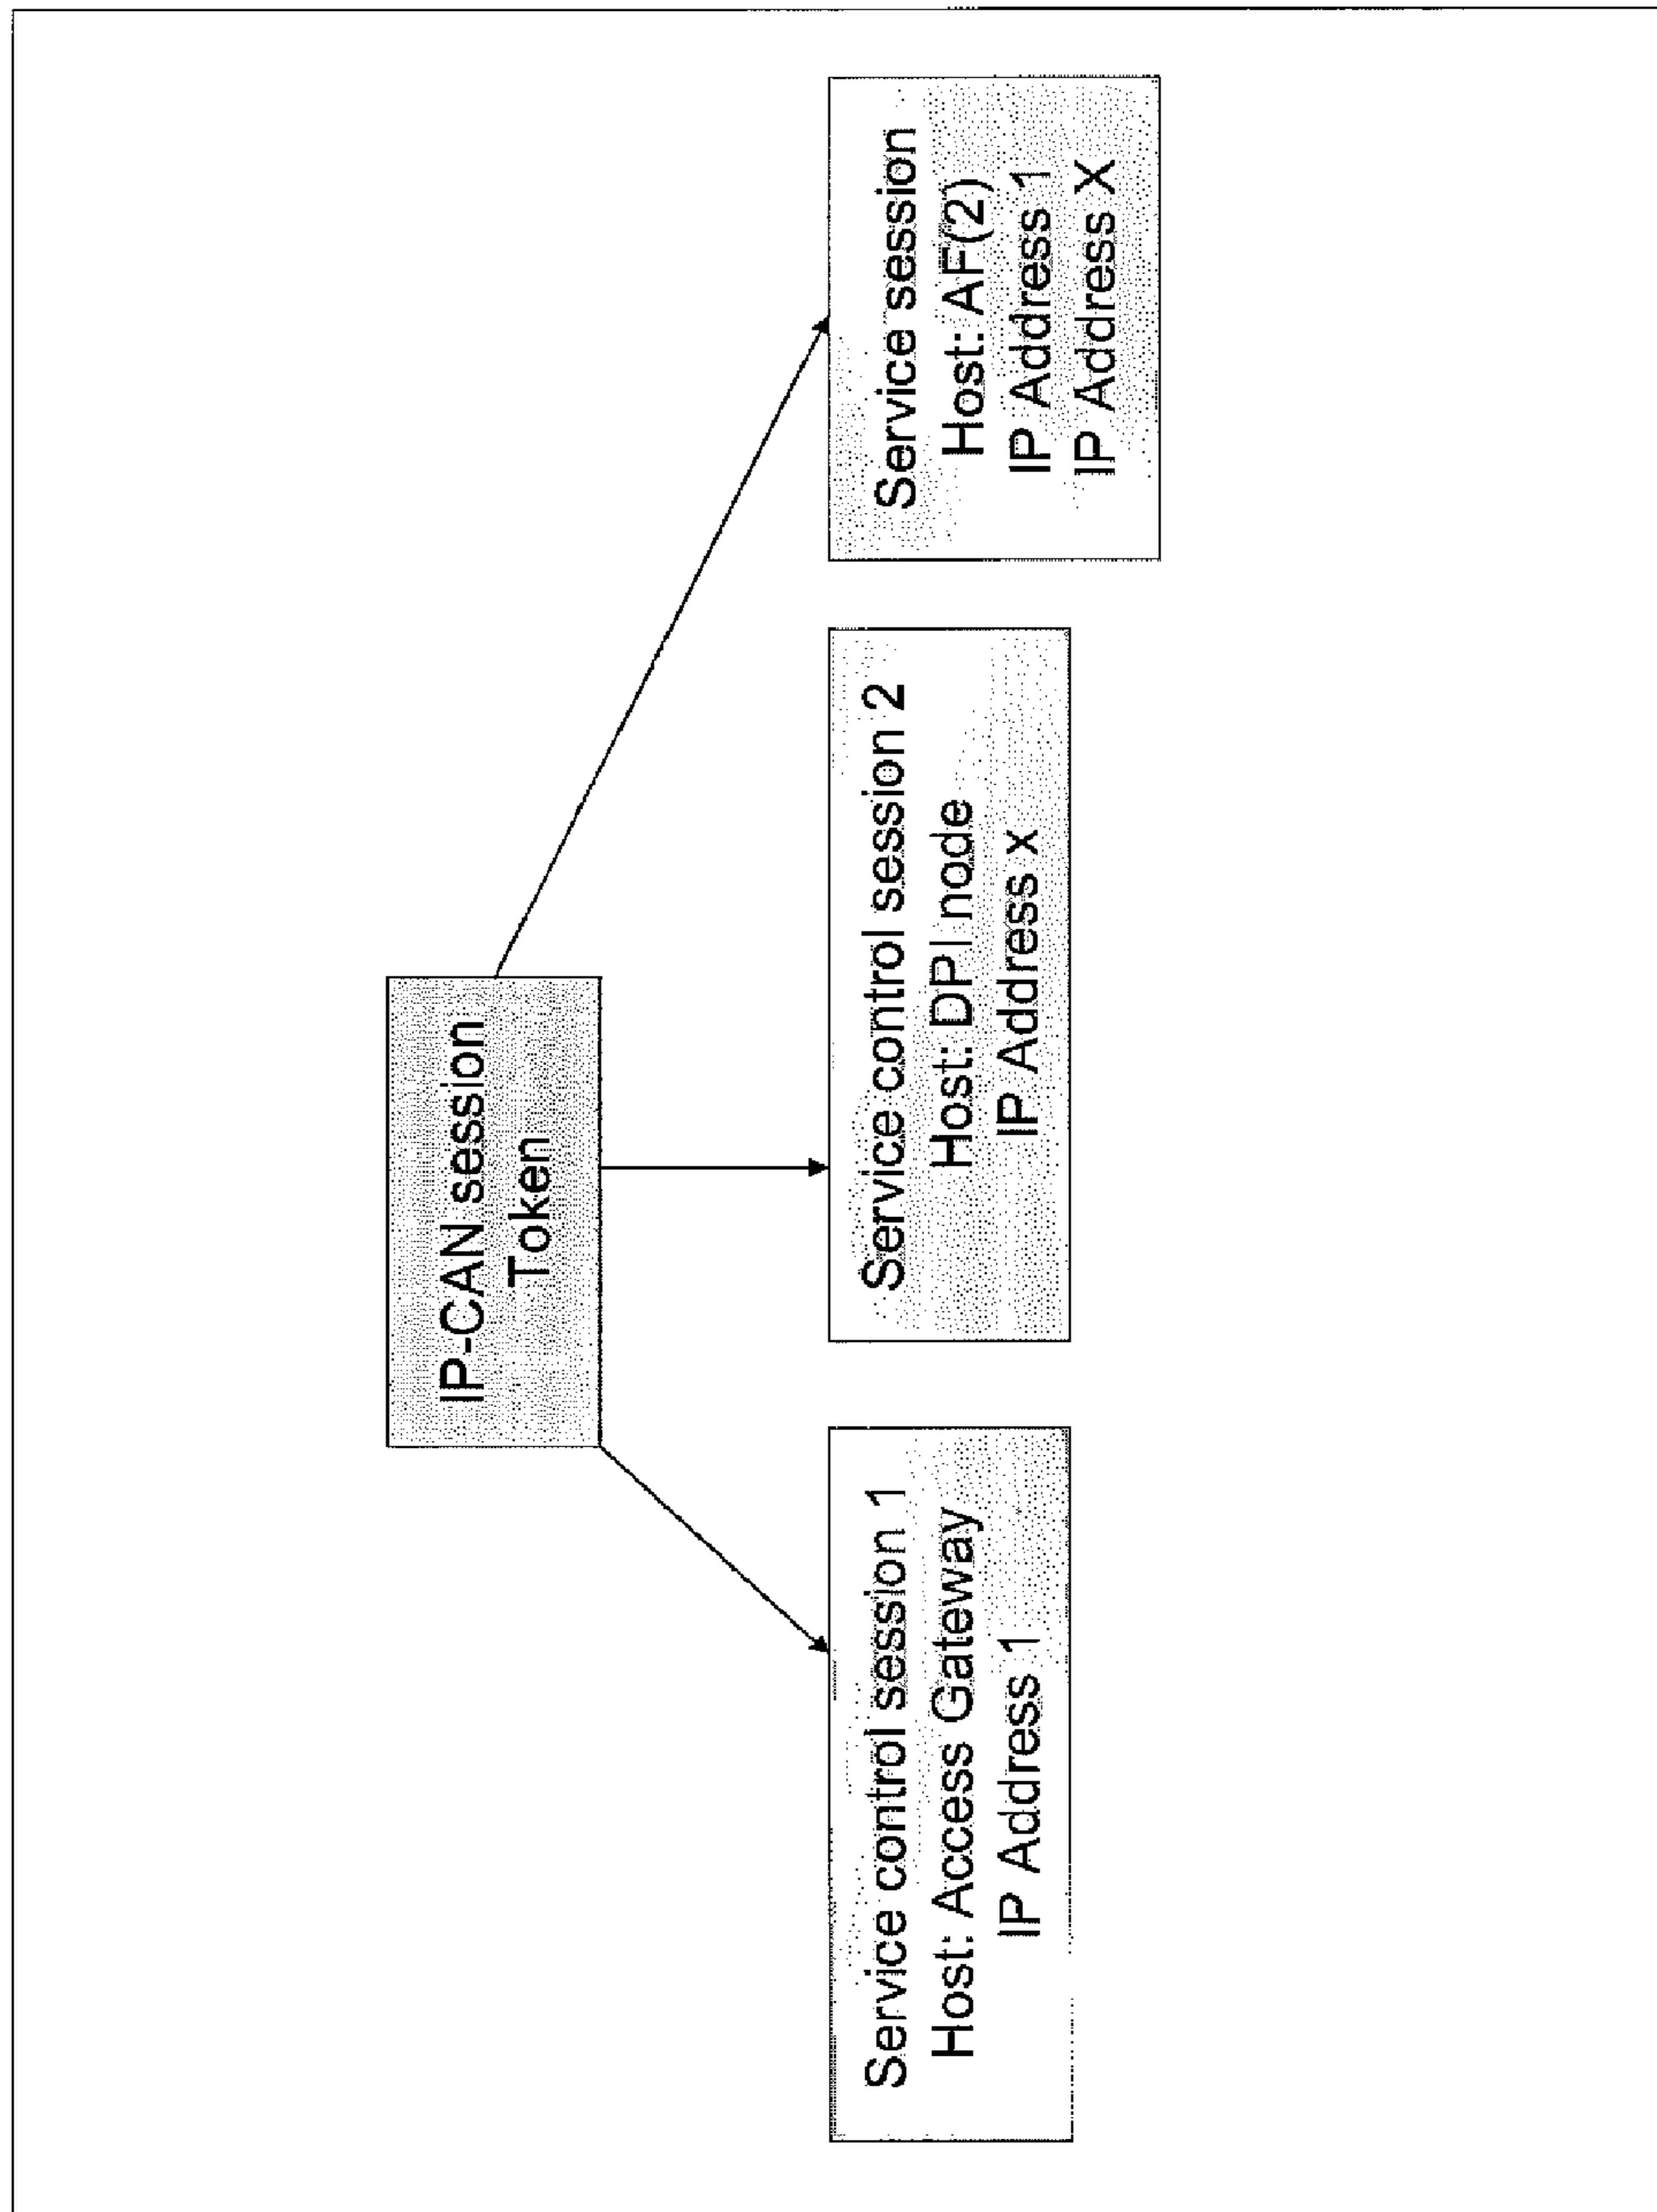 IP-CAN session
Token
Service control session 1
Host: Access Gateway
IP Address 1
Service control session 2
Host: DPI node
IP Address x
Service session
Host: AF(2)
IP Address 1
IP Address X